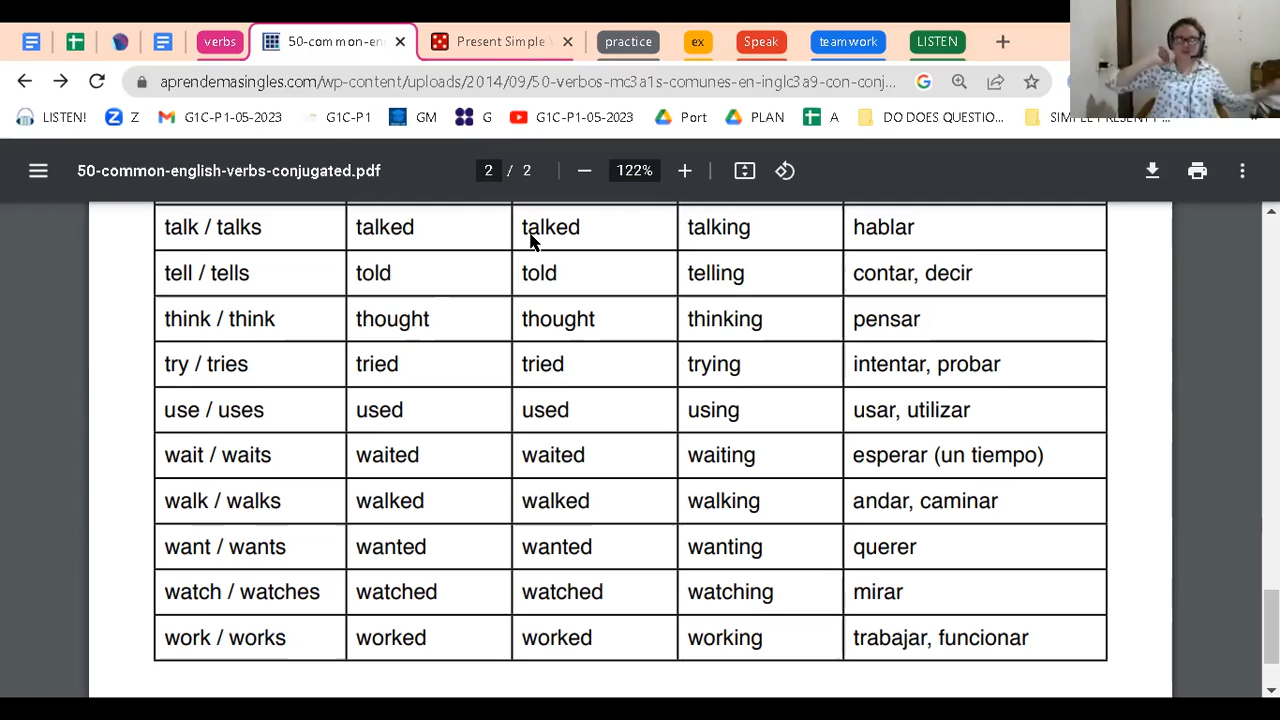 verbs 50-common-en Present Simple practice ex Speak teamwork LISTEN
aprendemasingles.com/wp-content/uploads/2014/09/50-verbos-mc3a1s-comunes-en-inglc3a9-con-conj...
LISTEN! Z G1C-P1-05-2023 G1C-P1 GM G G1C-P1-05-2023 Port PLAN A DO DOES QUESTIO...
50-common-english-verbs-conjugated.pdf 2 / 2 122%
talk / talks talked talked talking hablar
tell / tells told told telling contar, decir
think / think thought thought thinking pensar
try / tries tried tried trying intentar, probar
use / uses used used using usar, utilizar
wait / waits waited waited waiting esperar (un tiempo)
walk / walks walked walked walking andar, caminar
want / wants wanted wanted wanting querer
watch / watches watched watched watching mirar
work / works worked worked working trabajar, funcionar